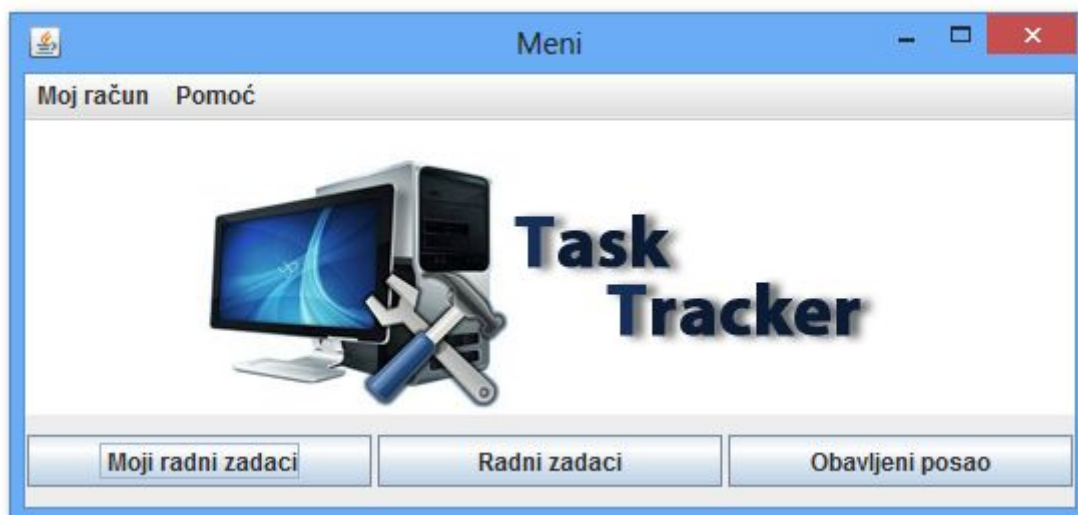 Meni
Moj račun Pomoć
Task
Tracker
Moji radni zadaci Radni zadaci Obavljeni posao